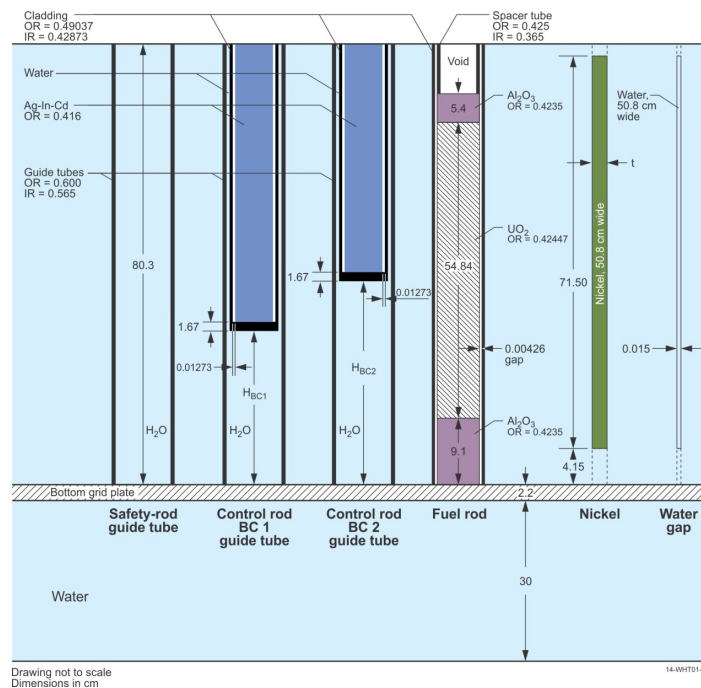 Cladding
OR = 0.49037
IR = 0.42873
Spacer tube
OR = 0.425
IR = 0.365
Water
Ag-In-Cd
OR = 0.416
Guide tubes
OR = 0.600
IR = 0.565
80.3
H2O
1.67
0.01273
HBC1
H2O
1.67
0.01273
HBC2
H2O
Void
5.4
Al2O3
OR = 0.4235
UO2
OR = 0.42447
54.84
0.00426
gap
Al2O3
OR = 0.4235
9.1
Water,
50.8 cm
wide
t
Nickel, 50.8 cm wide
71.50
0.015
4.15
Bottom grid plate
2.2
Safety-rod
guide tube
Control rod
BC 1
guide tube
Control rod
BC 2
guide tube
Fuel rod
Nickel
Water
gap
30
Water
Drawing not to scale
Dimensions in cm
14-WHT01-